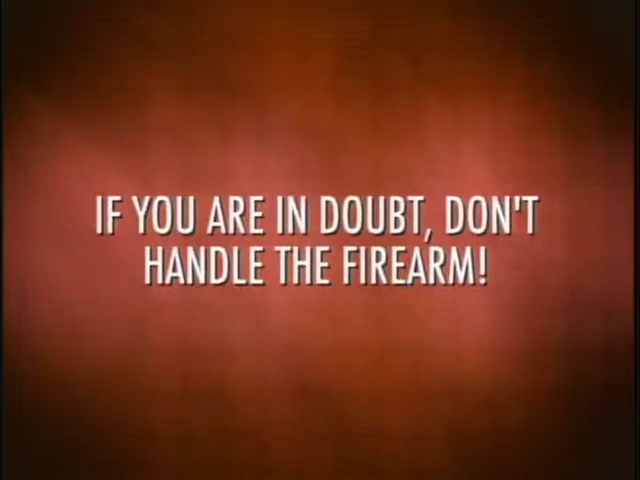 IF YOU ARE IN DOUBT, DON'T
HANDLE THE FIREARM!